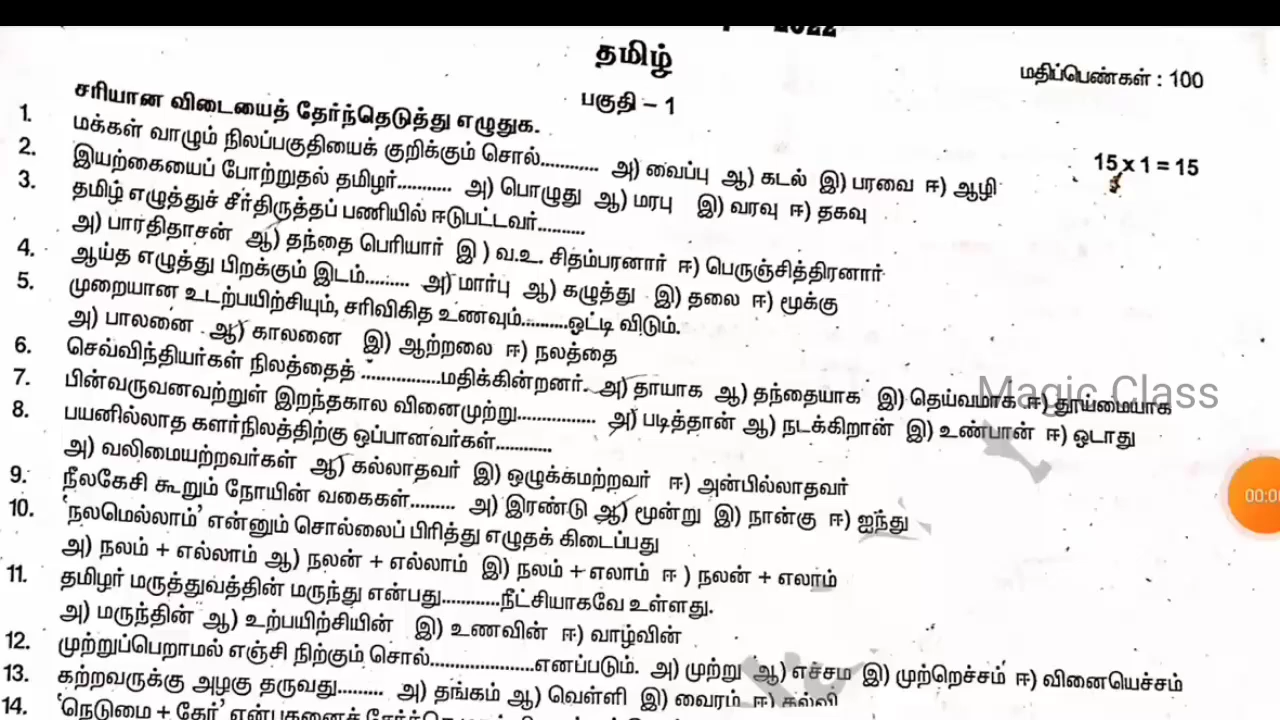 2022
தமிழ்
மதிப்பெண்கள் : 100
பகுதி – 1
சரியான விடையைத் தேர்ந்தெடுத்து எழுதுக.
15 x 1 = 15
1. மக்கள் வாழும் நிலப்பகுதியைக் குறிக்கும் சொல்............ அ) வைப்பு ஆ) கடல் இ) பரவை ஈ) ஆழி
2. இயற்கையைப் போற்றுதல் தமிழர்........... அ) பொழுது ஆ) மரபு இ) வரவு ஈ) தகவு
3. தமிழ் எழுத்துச் சீர்திருத்தப் பணியில் ஈடுபட்டவர்..........
அ) பாரதிதாசன் ஆ) தந்தை பெரியார் இ ) வ.உ. சிதம்பரனார் ஈ) பெருஞ்சித்திரனார்
4. ஆய்த எழுத்து பிறக்கும் இடம்......... அ) மார்பு ஆ) கழுத்து இ) தலை ஈ) மூக்கு
5. முறையான உடற்பயிற்சியும், சரிவிகித உணவும்..........ஒட்டி விடும்.
அ) பாலனை ஆ) காலனை இ) ஆற்றலை ஈ) நலத்தை
6. செவ்விந்தியர்கள் நிலத்தைத் ...............மதிக்கின்றனர். அ) தாயாக ஆ) தந்தையாக இ) தெய்வமாக ஈ) தூய்மையாக
Magic Class
7. பின்வருவனவற்றுள் இறந்தகால வினைமுற்று............... அ) படித்தான் ஆ) நடக்கிறான் இ) உண்பான் ஈ) ஓடாது
8. பயனில்லாத களர்நிலத்திற்கு ஒப்பானவர்கள்...........
அ) வலிமையற்றவர்கள் ஆ) கல்லாதவர் இ) ஒழுக்கமற்றவர் ஈ) அன்பில்லாதவர்
9. நீலகேசி கூறும் நோயின் வகைகள்......... அ) இரண்டு ஆ) மூன்று இ) நான்கு ஈ) ஐந்து
10. 'நலமெல்லாம்' என்னும் சொல்லைப் பிரித்து எழுதக் கிடைப்பது
அ) நலம் + எல்லாம் ஆ) நலன் + எல்லாம் இ) நலம் + எலாம் ஈ ) நலன் + எலாம்
11. தமிழர் மருத்துவத்தின் மருந்து என்பது............நீட்சியாகவே உள்ளது.
அ) மருந்தின் ஆ) உற்பயிற்சியின் இ) உணவின் ஈ) வாழ்வின்
12. முற்றுப்பெறாமல் எஞ்சி நிற்கும் சொல்.....................எனப்படும். அ) முற்று ஆ) எச்சம இ) முற்றெச்சம் ஈ) வினையெச்சம்
13. கற்றவருக்கு அழகு தருவது......... அ) தங்கம் ஆ) வெள்ளி இ) வைரம் ஈ) கல்வி
14. 'நெடுமை + தேர்'
00:0